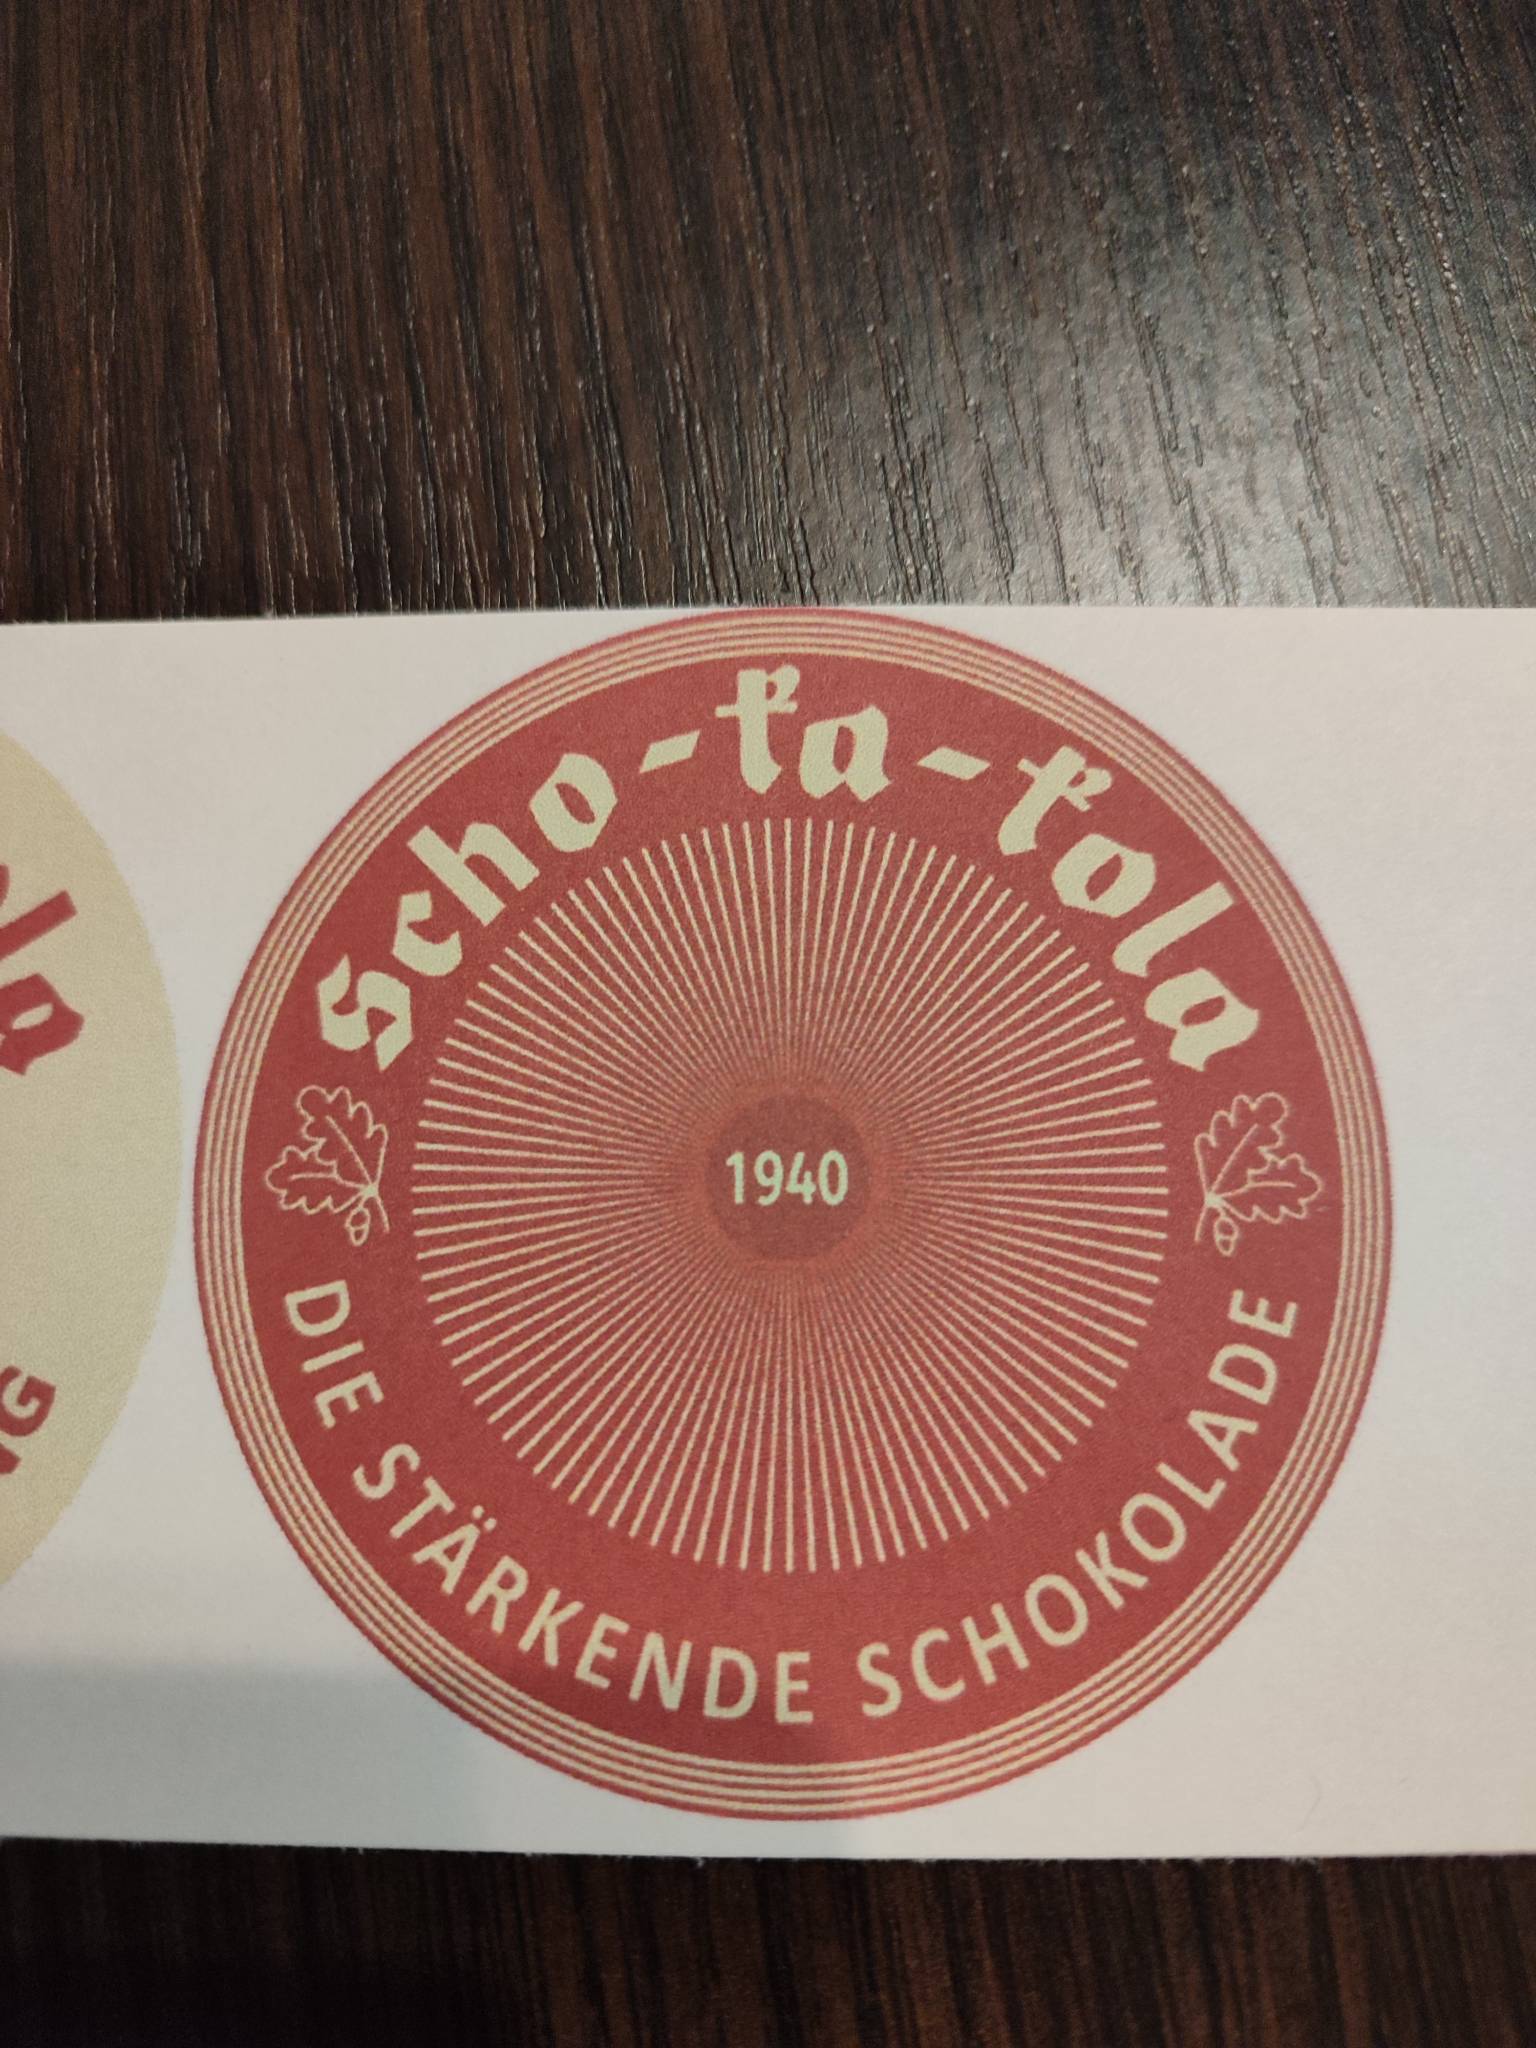 Scho-ka-kola
1940
DIE STÄRKENDE SCHOKOLADE